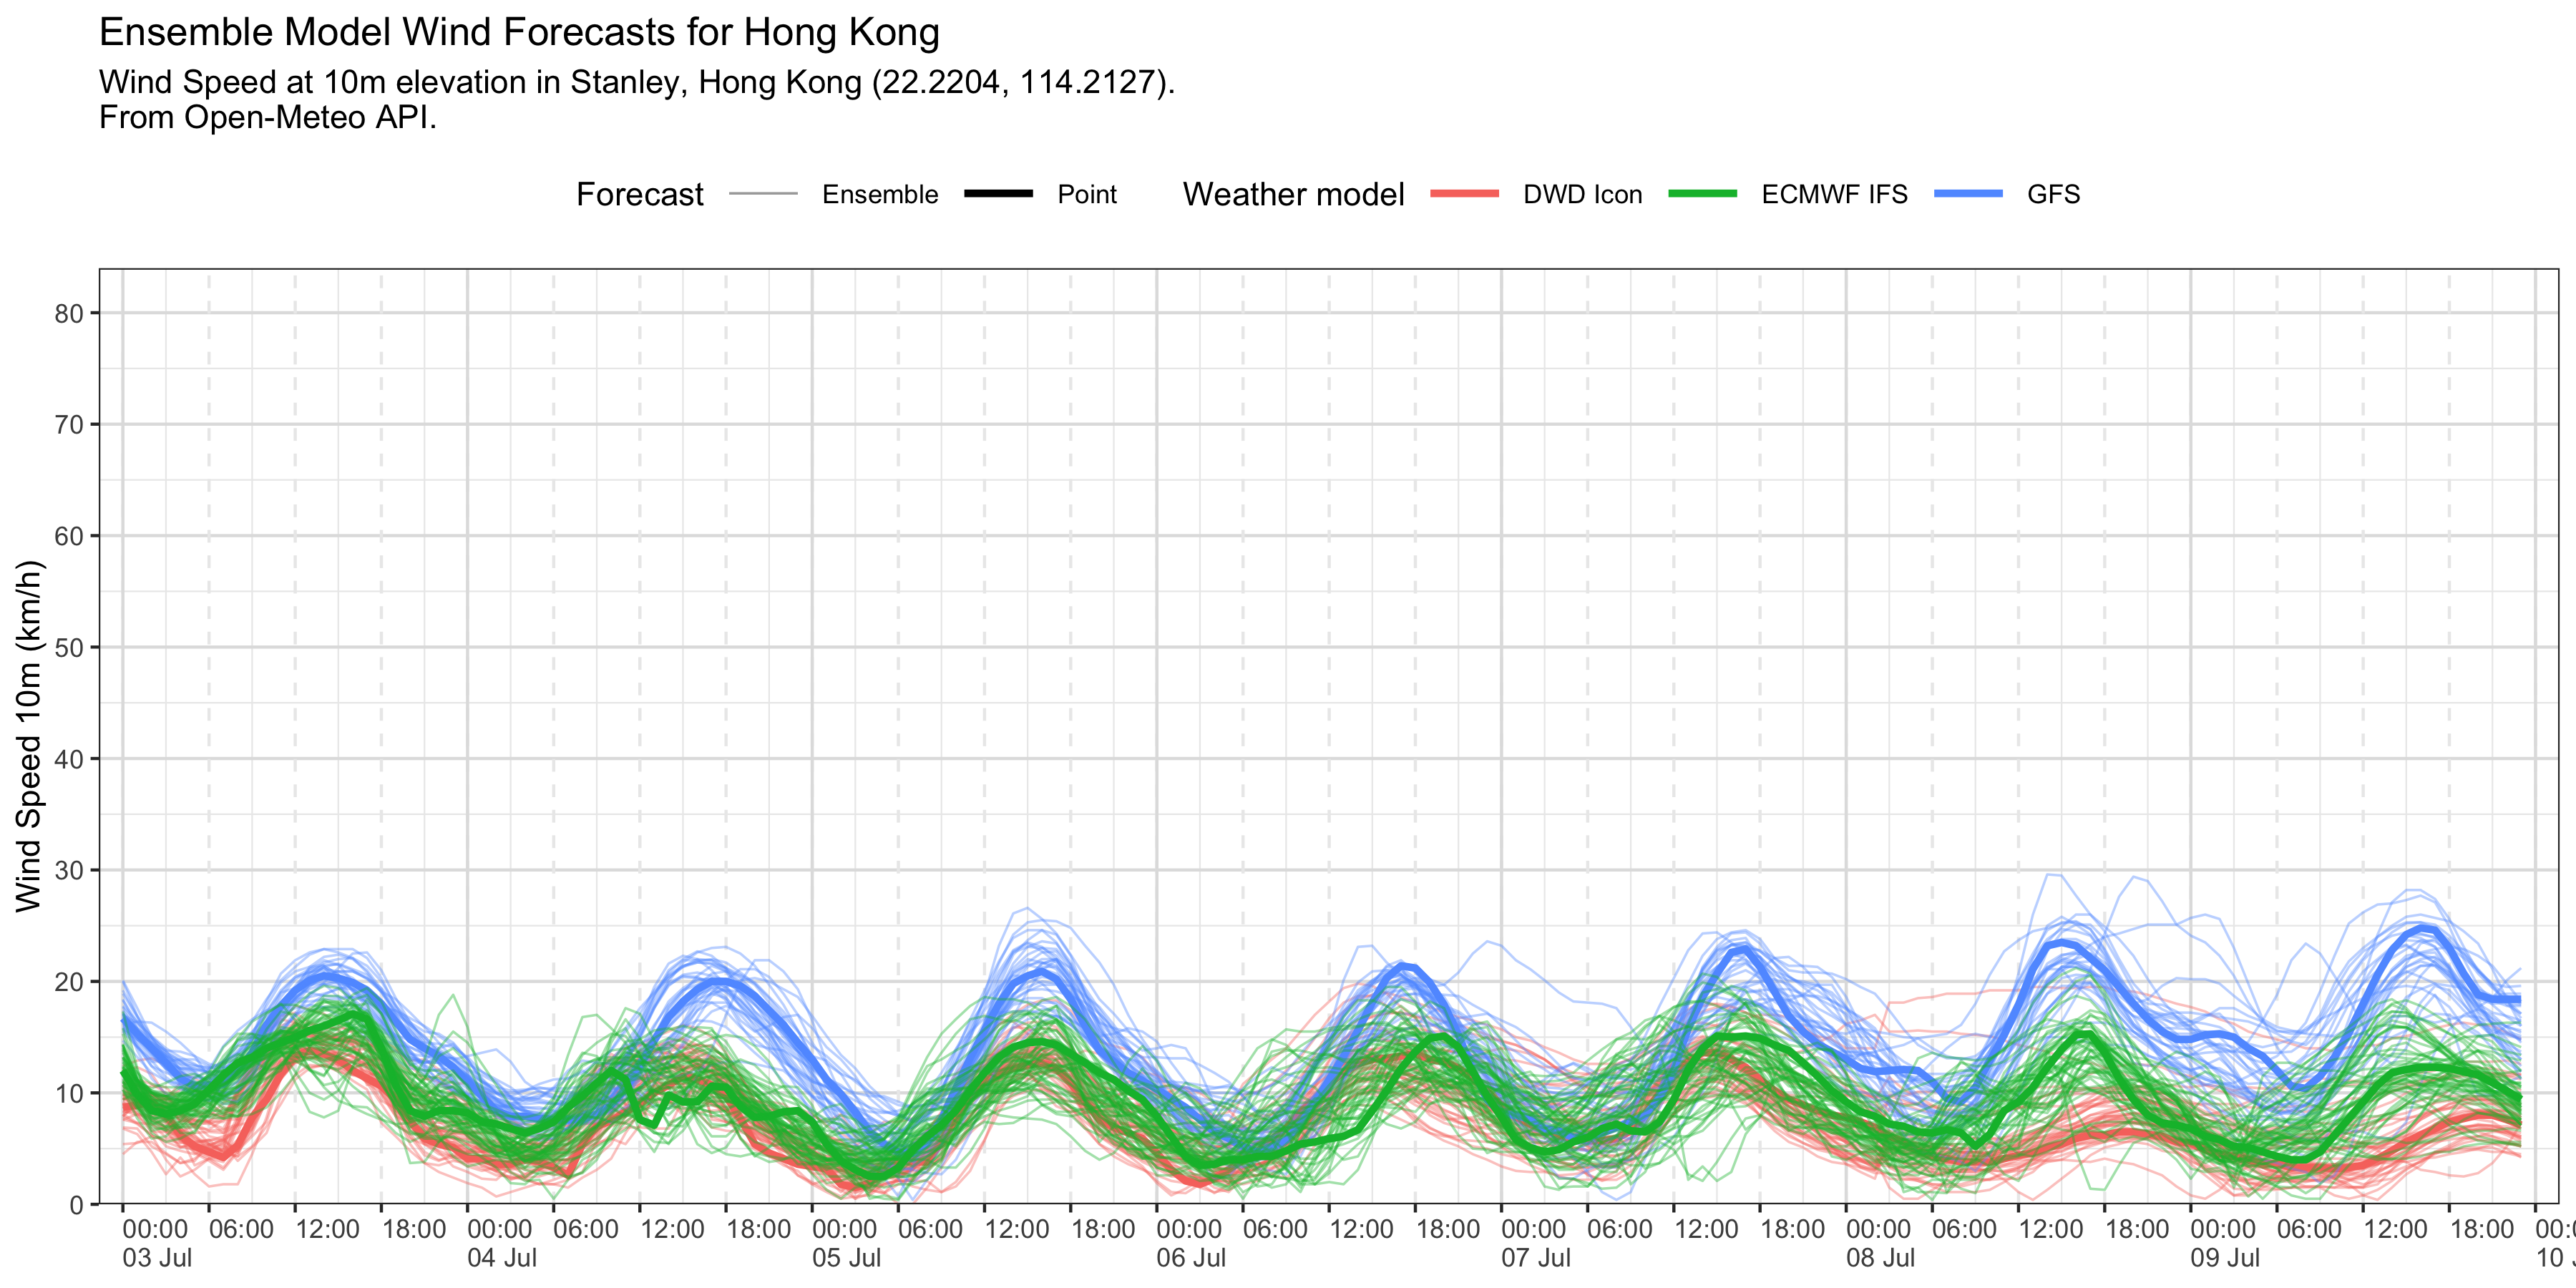 Ensemble Model Wind Forecasts for Hong Kong
Wind Speed at 10m elevation in Stanley, Hong Kong (22.2204, 114.2127).
From Open-Meteo API.
Forecast Ensemble Point Weather model DWD Icon ECMWF IFS GFS
Wind Speed 10m (km/h)
80
70
60
50
40
30
20
10
0
00:00 06:00 12:00 18:00 00:00 06:00 12:00 18:00 00:00 06:00 12:00 18:00 00:00 06:00 12:00 18:00 00:00 06:00 12:00 18:00 00:00 06:00 12:00 18:00 00:00 06:00 12:00 18:00
03 Jul 04 Jul 05 Jul 06 Jul 07 Jul 08 Jul 09 Jul 10